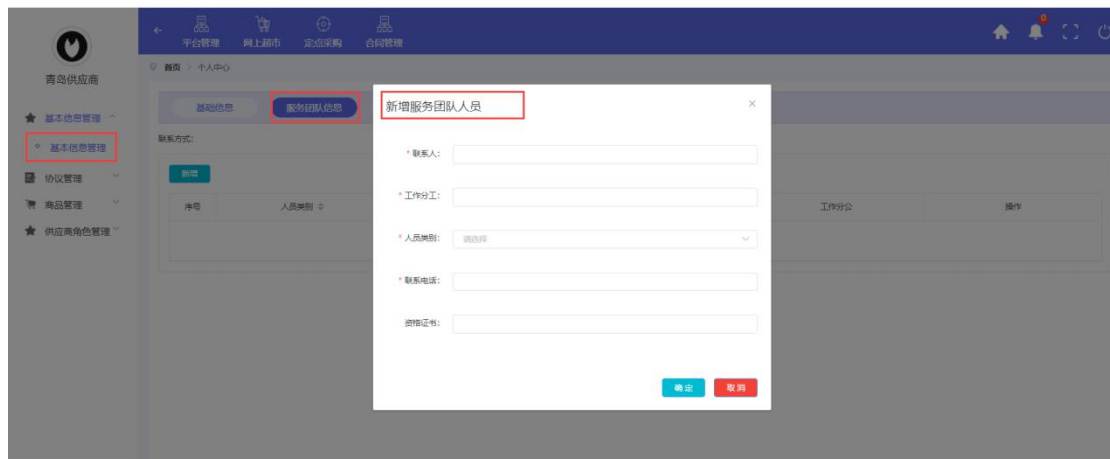 平台管理 网上超市 定点采购 合同管理
0
青岛供应商
首页 > 个人中心
基础信息 服务团队信息
基本信息管理
基本信息管理
协议管理
商品管理
供应商角色管理
联系方式:
新增
序号 人员类别 工作分公 操作
新增服务团队人员
* 联系人:
* 工作分工:
* 人员类别: 请选择
* 联系电话:
资格证书:
确定 取消